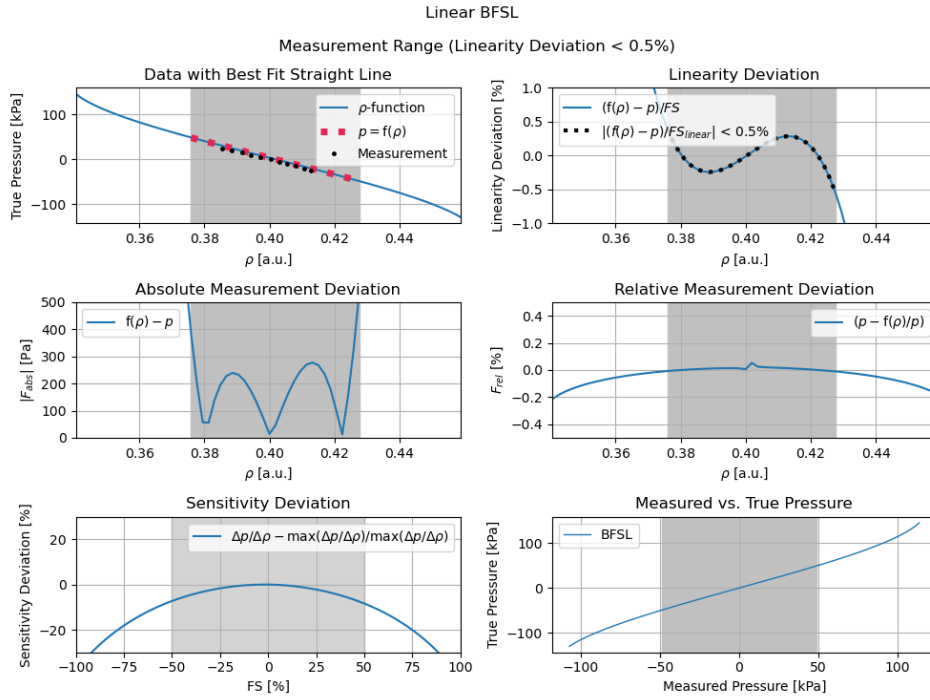 Linear BFSL
Measurement Range (Linearity Deviation < 0.5%)
Data with Best Fit Straight Line
True Pressure [kPa]
100
0
−100
ρ-function
p = f(ρ)
Measurement
0.36 0.38 0.40 0.42 0.44
ρ [a.u.]
Linearity Deviation
Linearity Deviation [%]
1.0
0.5
0.0
−0.5
−1.0
(f(ρ) − p)/FS
|(f(ρ) − p)/FS_linear| < 0.5%
0.36 0.38 0.40 0.42 0.44
ρ [a.u.]
Absolute Measurement Deviation
|F_abs| [Pa]
500
400
300
200
100
0
f(ρ) − p
0.36 0.38 0.40 0.42 0.44
ρ [a.u.]
Relative Measurement Deviation
F_rel [%]
0.4
0.2
0.0
−0.2
−0.4
(p − f(ρ)/p)
0.36 0.38 0.40 0.42 0.44
ρ [a.u.]
Sensitivity Deviation
Sensitivity Deviation [%]
20
0
−20
Δp/Δρ − max(Δp/Δρ)/max(Δp/Δρ)
−100 −75 −50 −25 0 25 50 75 100
FS [%]
Measured vs. True Pressure
True Pressure [kPa]
100
0
−100
BFSL
−100 −50 0 50 100
Measured Pressure [kPa]